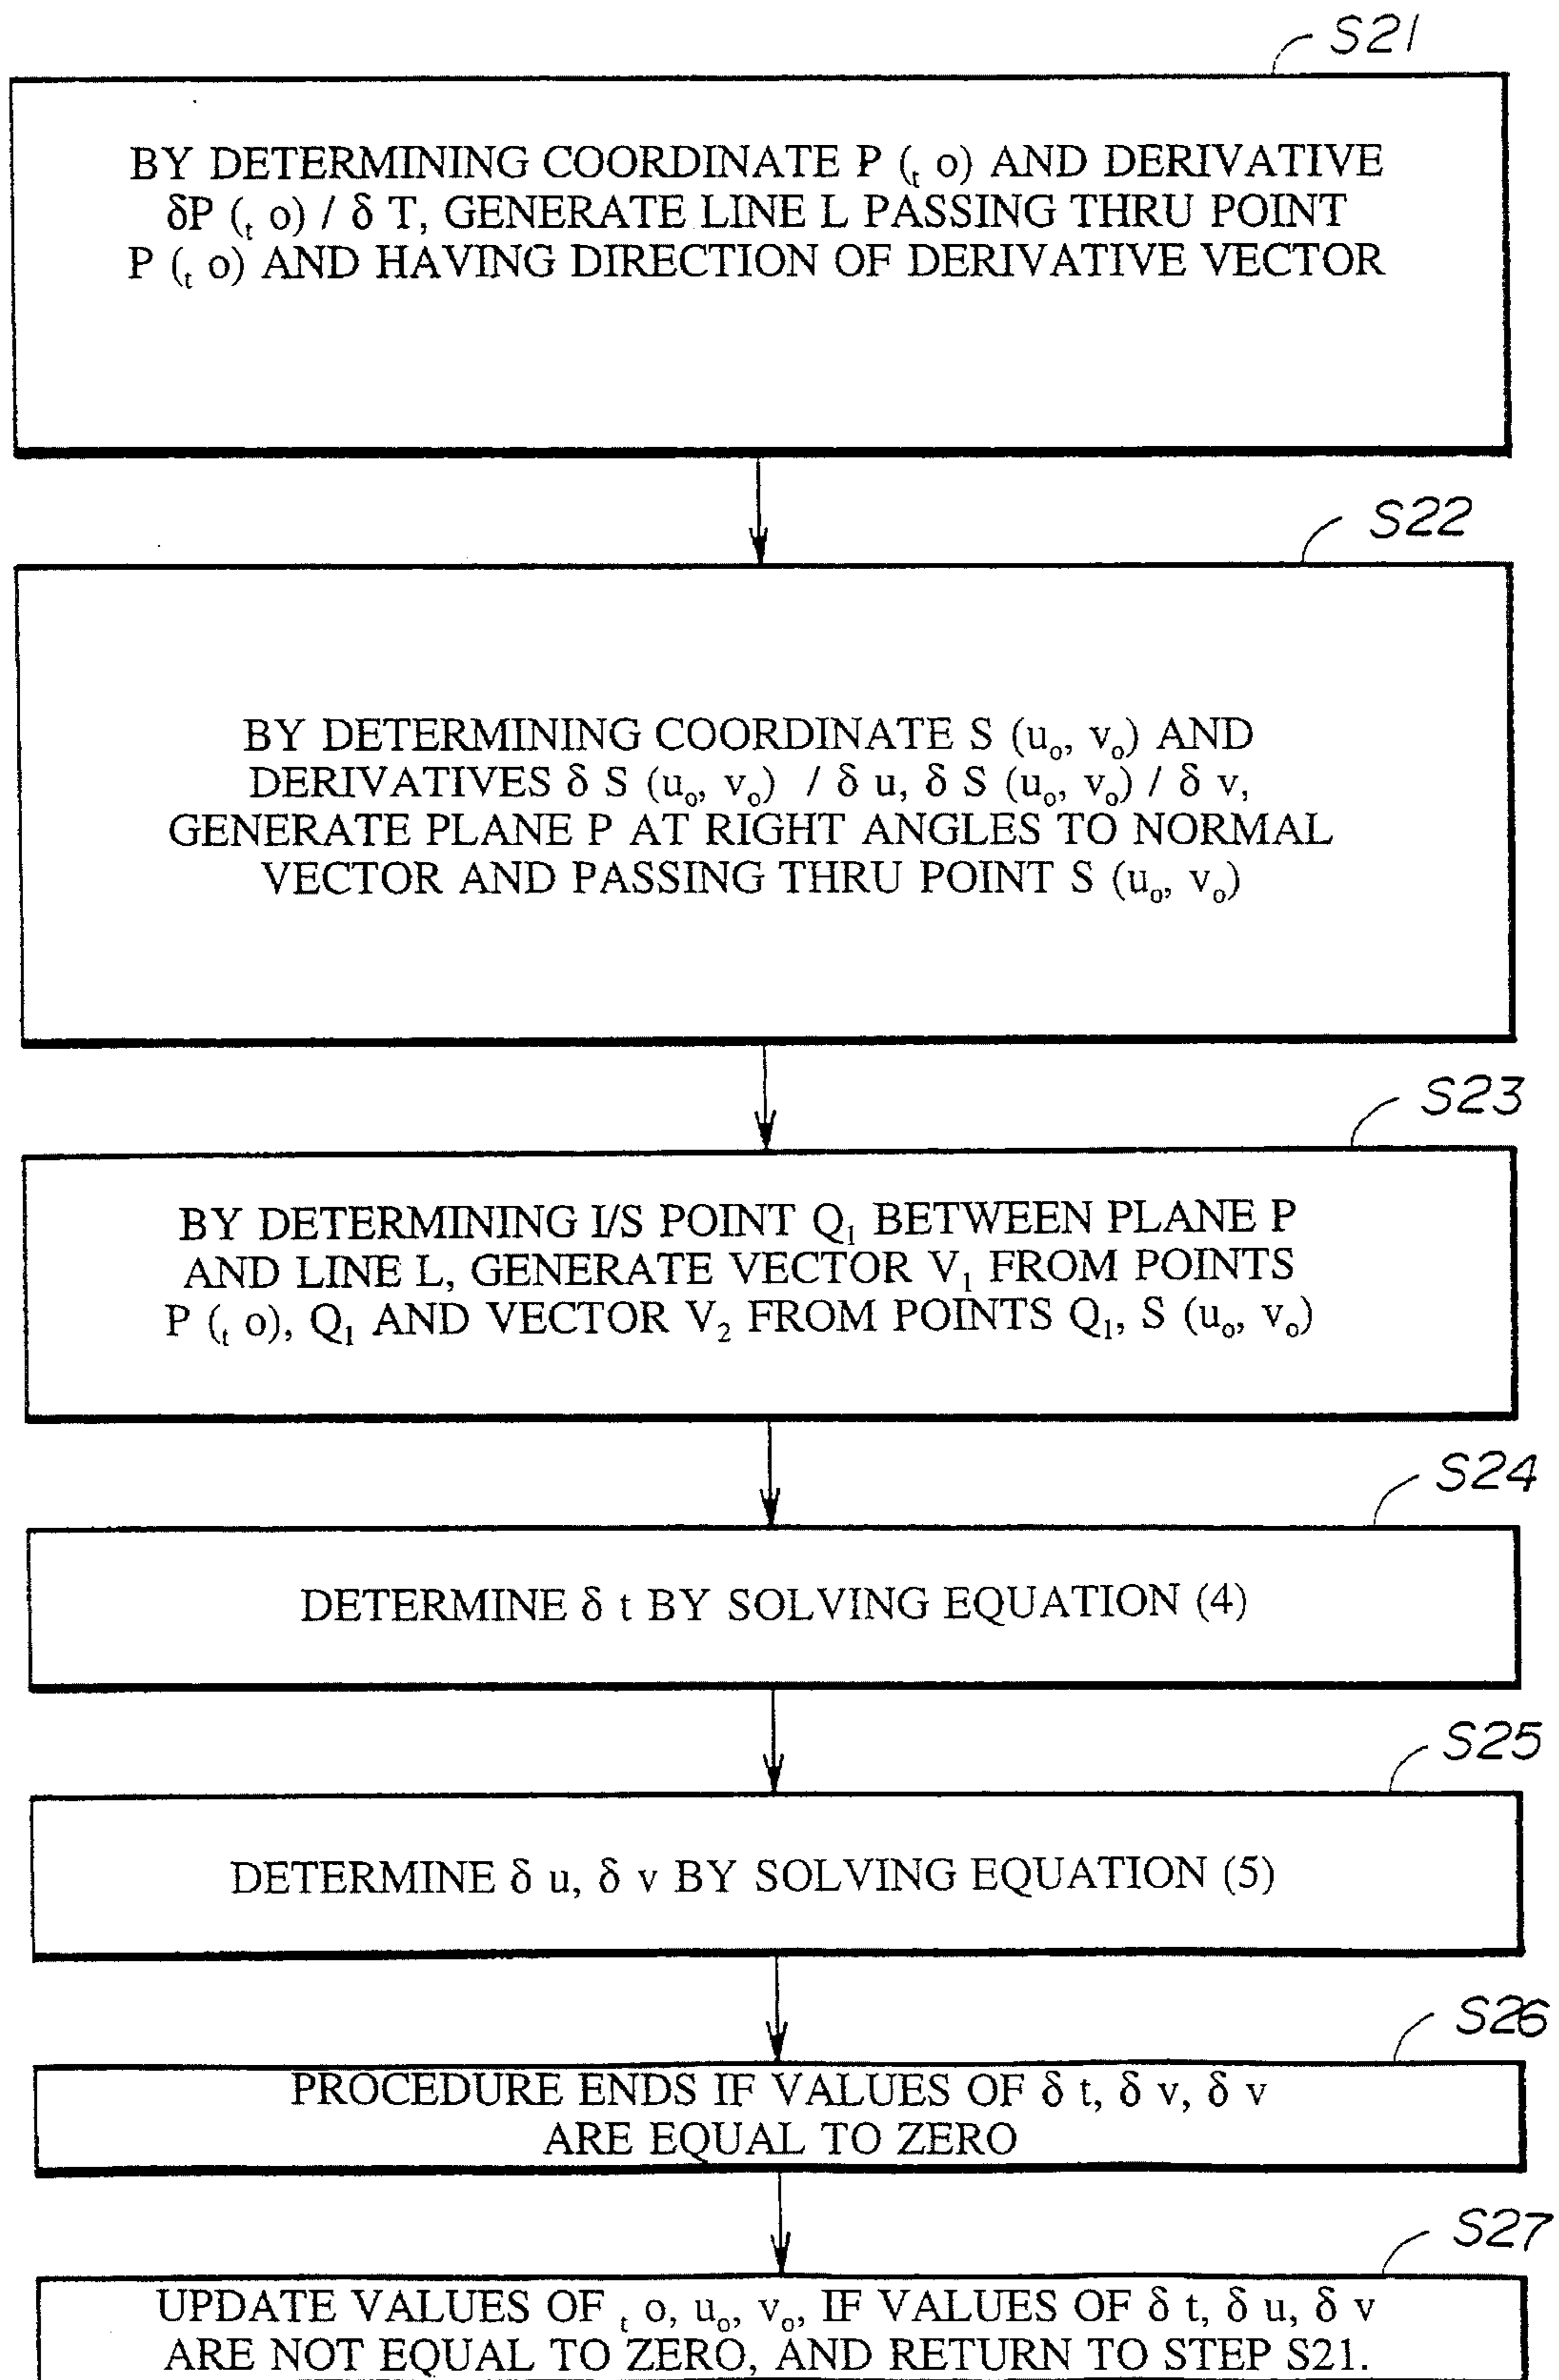 S21
BY DETERMINING COORDINATE P (ₜ o) AND DERIVATIVE
δP (ₜ o) / δ T, GENERATE LINE L PASSING THRU POINT
P (ₜ o) AND HAVING DIRECTION OF DERIVATIVE VECTOR
S22
BY DETERMINING COORDINATE S (uₒ, vₒ) AND
DERIVATIVES δ S (uₒ, vₒ) / δ u, δ S (uₒ, vₒ) / δ v,
GENERATE PLANE P AT RIGHT ANGLES TO NORMAL
VECTOR AND PASSING THRU POINT S (uₒ, vₒ)
S23
BY DETERMINING I/S POINT Q₁ BETWEEN PLANE P
AND LINE L, GENERATE VECTOR V₁ FROM POINTS
P (ₜ o), Q₁ AND VECTOR V₂ FROM POINTS Q₁, S (uₒ, vₒ)
S24
DETERMINE δ t BY SOLVING EQUATION (4)
S25
DETERMINE δ u, δ v BY SOLVING EQUATION (5)
S26
PROCEDURE ENDS IF VALUES OF δ t, δ v, δ v
ARE EQUAL TO ZERO
S27
UPDATE VALUES OF ₜ o, uₒ, vₒ, IF VALUES OF δ t, δ u, δ v
ARE NOT EQUAL TO ZERO, AND RETURN TO STEP S21.